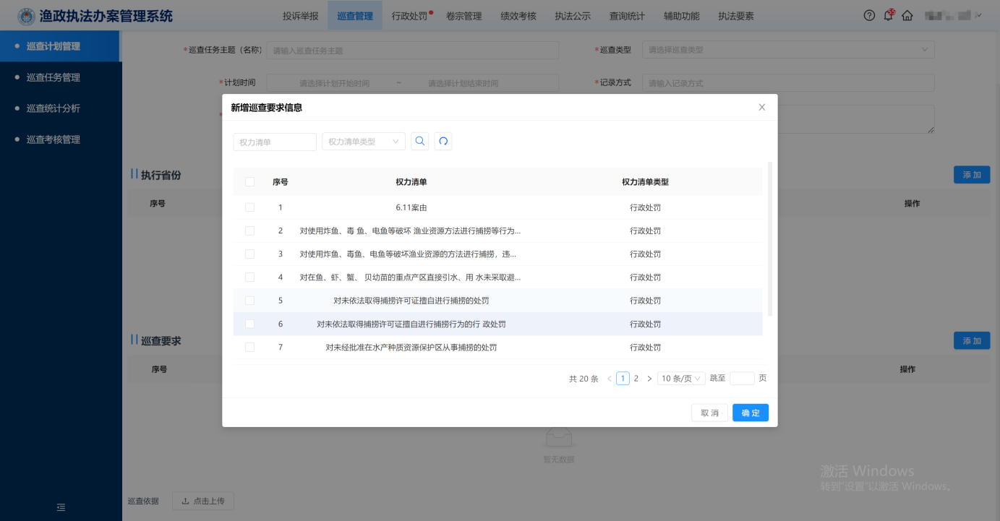 渔政执法办案管理系统
投诉举报 巡查管理 行政处罚 卷宗管理 绩效考核 执法公示 查询统计 辅助功能 执法要素
巡查计划管理
巡查任务管理
巡查统计分析
巡查考核管理
*巡查任务主题（名称） 请输入巡查任务主题 *巡查类型 请选择巡查类型
*计划时间 请选择计划开始时间 ~ 请选择计划结束时间 *记录方式 请输入记录方式
*
新增巡查要求信息
权力清单 权力清单类型
序号 权力清单 权力清单类型
1 6.11案由 行政处罚
2 对使用炸鱼、毒 鱼、电鱼等破坏 渔业资源方法进行捕捞等行为... 行政处罚
3 对使用炸鱼、毒鱼、电鱼等破坏渔业资源的方法进行捕捞，违... 行政处罚
4 对在鱼、虾、蟹、 贝幼苗的重点产区直接引水、用 水未采取避... 行政处罚
5 对未依法取得捕捞许可证擅自进行捕捞的处罚 行政处罚
6 对未依法取得捕捞许可证擅自进行捕捞行为的行 政处罚 行政处罚
7 对未经批准在水产种质资源保护区从事捕捞的处罚 行政处罚
共 20 条 < 1 2 > 10 条/页 跳至 页
取 消 确 定
执行省份 添 加
序号 操作
巡查要求 添 加
序号 操作
暂无数据
巡查依据 点击上传
激活 Windows
转到"设置"以激活 Windows。